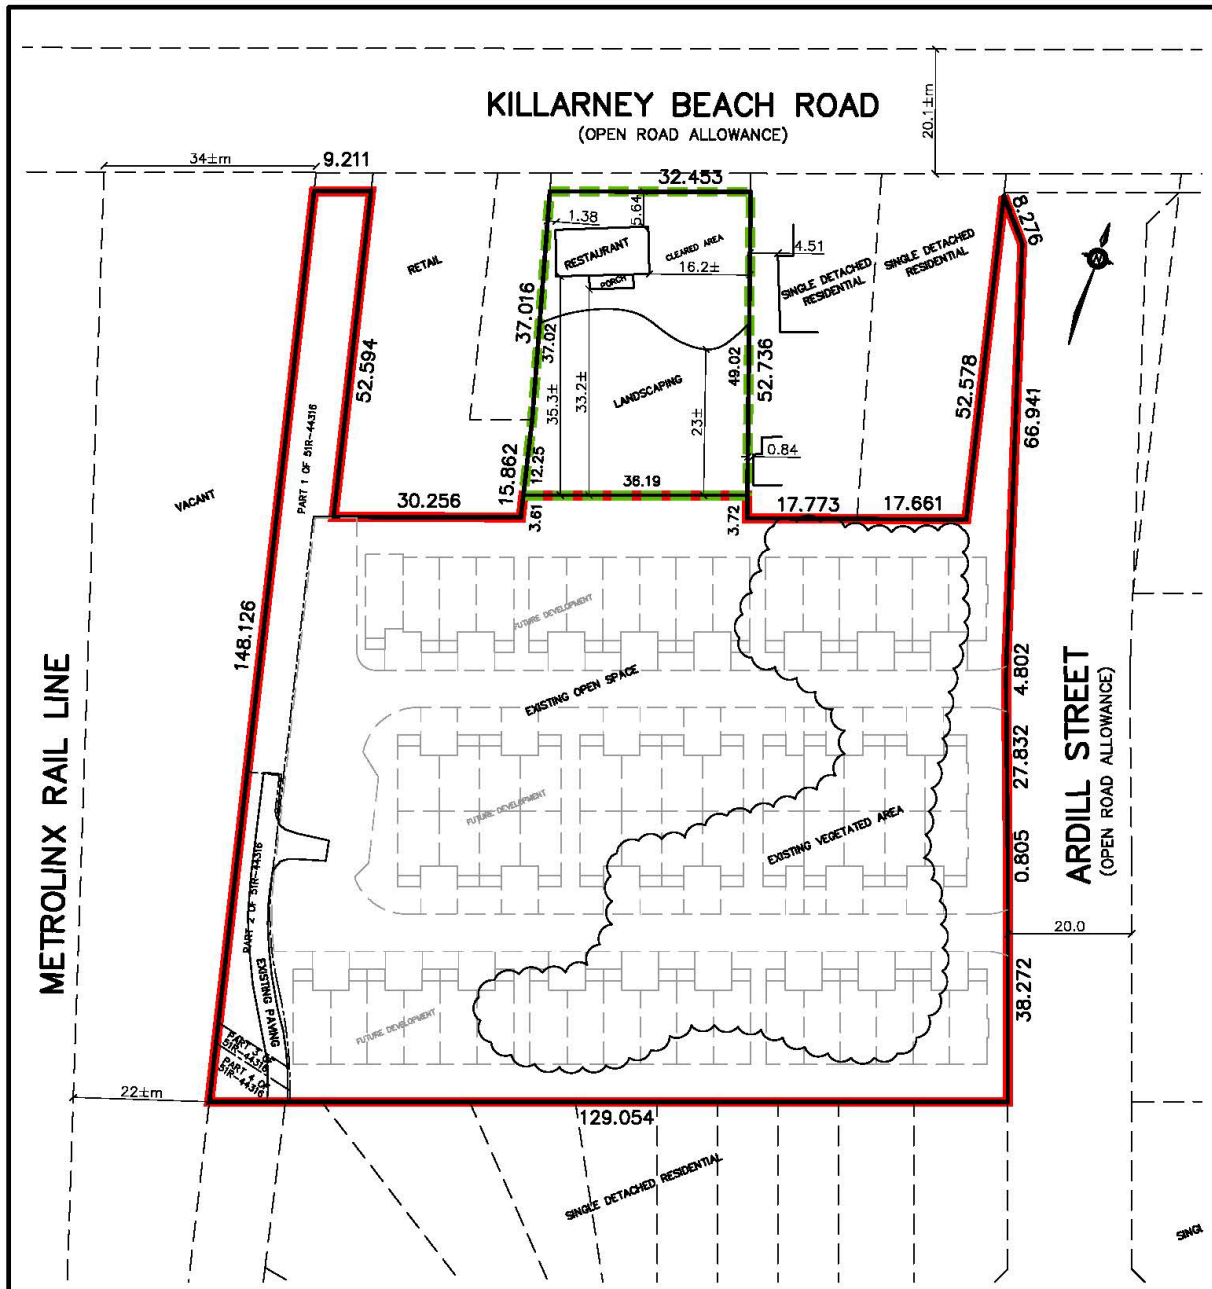 KILLARNEY BEACH ROAD
(OPEN ROAD ALLOWANCE)
20.1±m
34±m
9.211
32.453
8.276
1.38
5.64
RESTAURANT
CLEARED AREA
4.51
16.2±
PORCH
RETAIL
SINGLE DETACHED
RESIDENTIAL
SINGLE DETACHED
RESIDENTIAL
N
37.016
37.02
52.594
35.3±
33.2±
LANDSCAPING
23±
49.02
52.736
52.578
66.941
PART 1 OF 51R-44316
VACANT
15.862
12.25
0.84
36.19
30.256
3.61
3.72
17.773
17.661
FUTURE DEVELOPMENT
EXISTING OPEN SPACE
148.126
4.802
METROLINX RAIL LINE
27.832
ARDILL STREET
(OPEN ROAD ALLOWANCE)
FUTURE DEVELOPMENT
EXISTING VEGETATED AREA
0.805
PART 2 OF 51R-44316
EXISTING PAVING
20.0
38.272
FUTURE DEVELOPMENT
PART 3 OF
51R-44316
PART 4 OF
51R-44316
22±m
129.054
SINGLE DETACHED RESIDENTIAL
SINGL